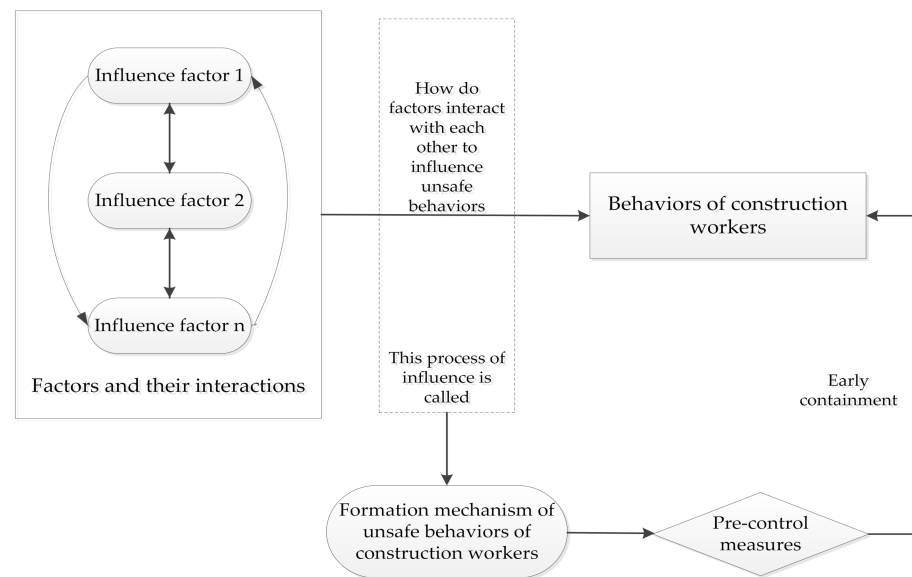 Influence factor 1
Influence factor 2
Influence factor n
Factors and their interactions
How do
factors interact
with each
other to
influence
unsafe
behaviors
This process of
influence is
called
Behaviors of construction
workers
Early
containment
Formation mechanism of
unsafe behaviors of
construction workers
Pre-control
measures